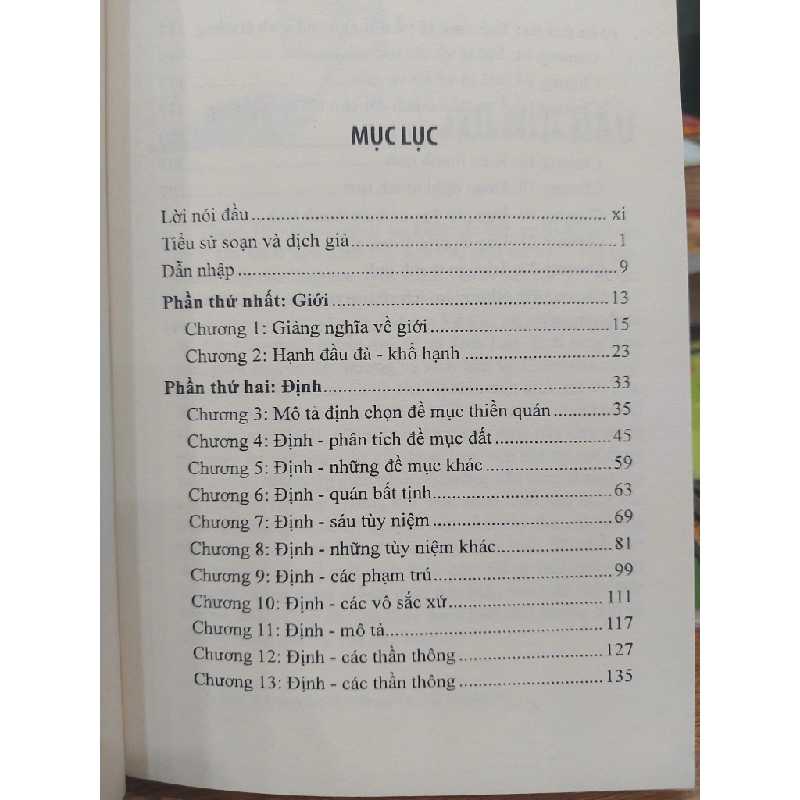 MỤC LỤC
Lời nói đầu ........ xi
Tiểu sử soạn và dịch giả ........ 1
Dẫn nhập ........ 9
Phần thứ nhất: Giới ........ 13
Chương 1: Giảng nghĩa về giới ........ 15
Chương 2: Hạnh đầu đà - khổ hạnh ........ 23
Phần thứ hai: Định ........ 33
Chương 3: Mô tả định chọn đề mục thiền quán ........ 35
Chương 4: Định - phân tích đề mục đất ........ 45
Chương 5: Định - những đề mục khác ........ 59
Chương 6: Định - quán bất tịnh ........ 63
Chương 7: Định - sáu tùy niệm ........ 69
Chương 8: Định - những tùy niệm khác ........ 81
Chương 9: Định - các phạm trú ........ 99
Chương 10: Định - các vô sắc xứ ........ 111
Chương 11: Định - mô tả ........ 117
Chương 12: Định - các thần thông ........ 127
Chương 13: Định - các thần thông ........ 135